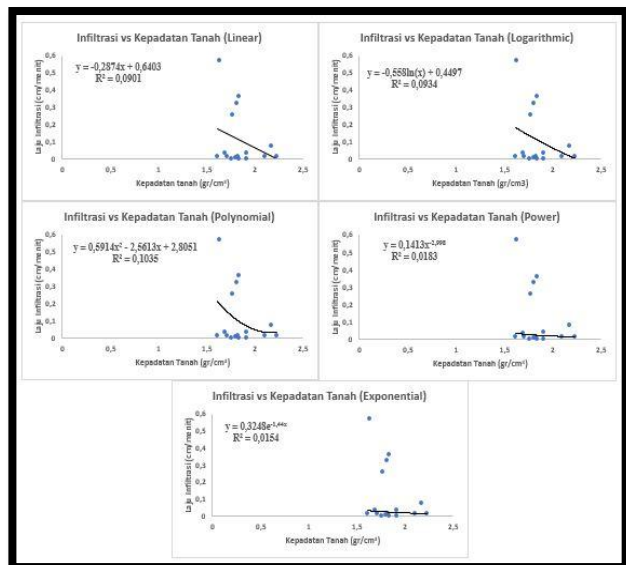 Infiltrasi vs Kepadatan Tanah (Linear)
y = -0,2874x + 0,6403
R² = 0,0901
Laju Infiltrasi (cm/menit)
0,6
0,5
0,4
0,3
0,2
0,1
0
0 0,5 1 1,5 2 2,5
Kepadatan tanah (gr/cm³)
Infiltrasi vs Kepadatan Tanah (Logarithmic)
y = -0,558ln(x) + 0,4497
R² = 0,0934
Laju Infiltrasi (cm/menit)
0,6
0,5
0,4
0,3
0,2
0,1
0
0 0,5 1 1,5 2 2,5
Kepadatan Tanah (gr/cm3)
Infiltrasi vs Kepadatan Tanah (Polynomial)
y = 0,5914x² - 2,5613x + 2,8051
R² = 0,1035
Laju Infiltrasi (cm/menit)
0,6
0,5
0,4
0,3
0,2
0,1
0
0 0,5 1 1,5 2 2,5
Kepadatan Tanah (gr/cm³)
Infiltrasi vs Kepadatan Tanah (Power)
R² = 0,0183
Laju Infiltrasi (cm/menit)
0,6
0,5
0,4
0,3
0,2
0,1
0
0 0,5 1 1,5 2 2,5
Kepadatan Tanah (gr/cm³)
Infiltrasi vs Kepadatan Tanah (Exponential)
y = 0,3248e⁻¹,⁴⁴ˣ
R² = 0,0154
Laju Infiltrasi (cm/menit)
0,6
0,5
0,4
0,3
0,2
0,1
0
0 0,5 1 1,5 2 2,5
Kepadatan Tanah (gr/cm³)